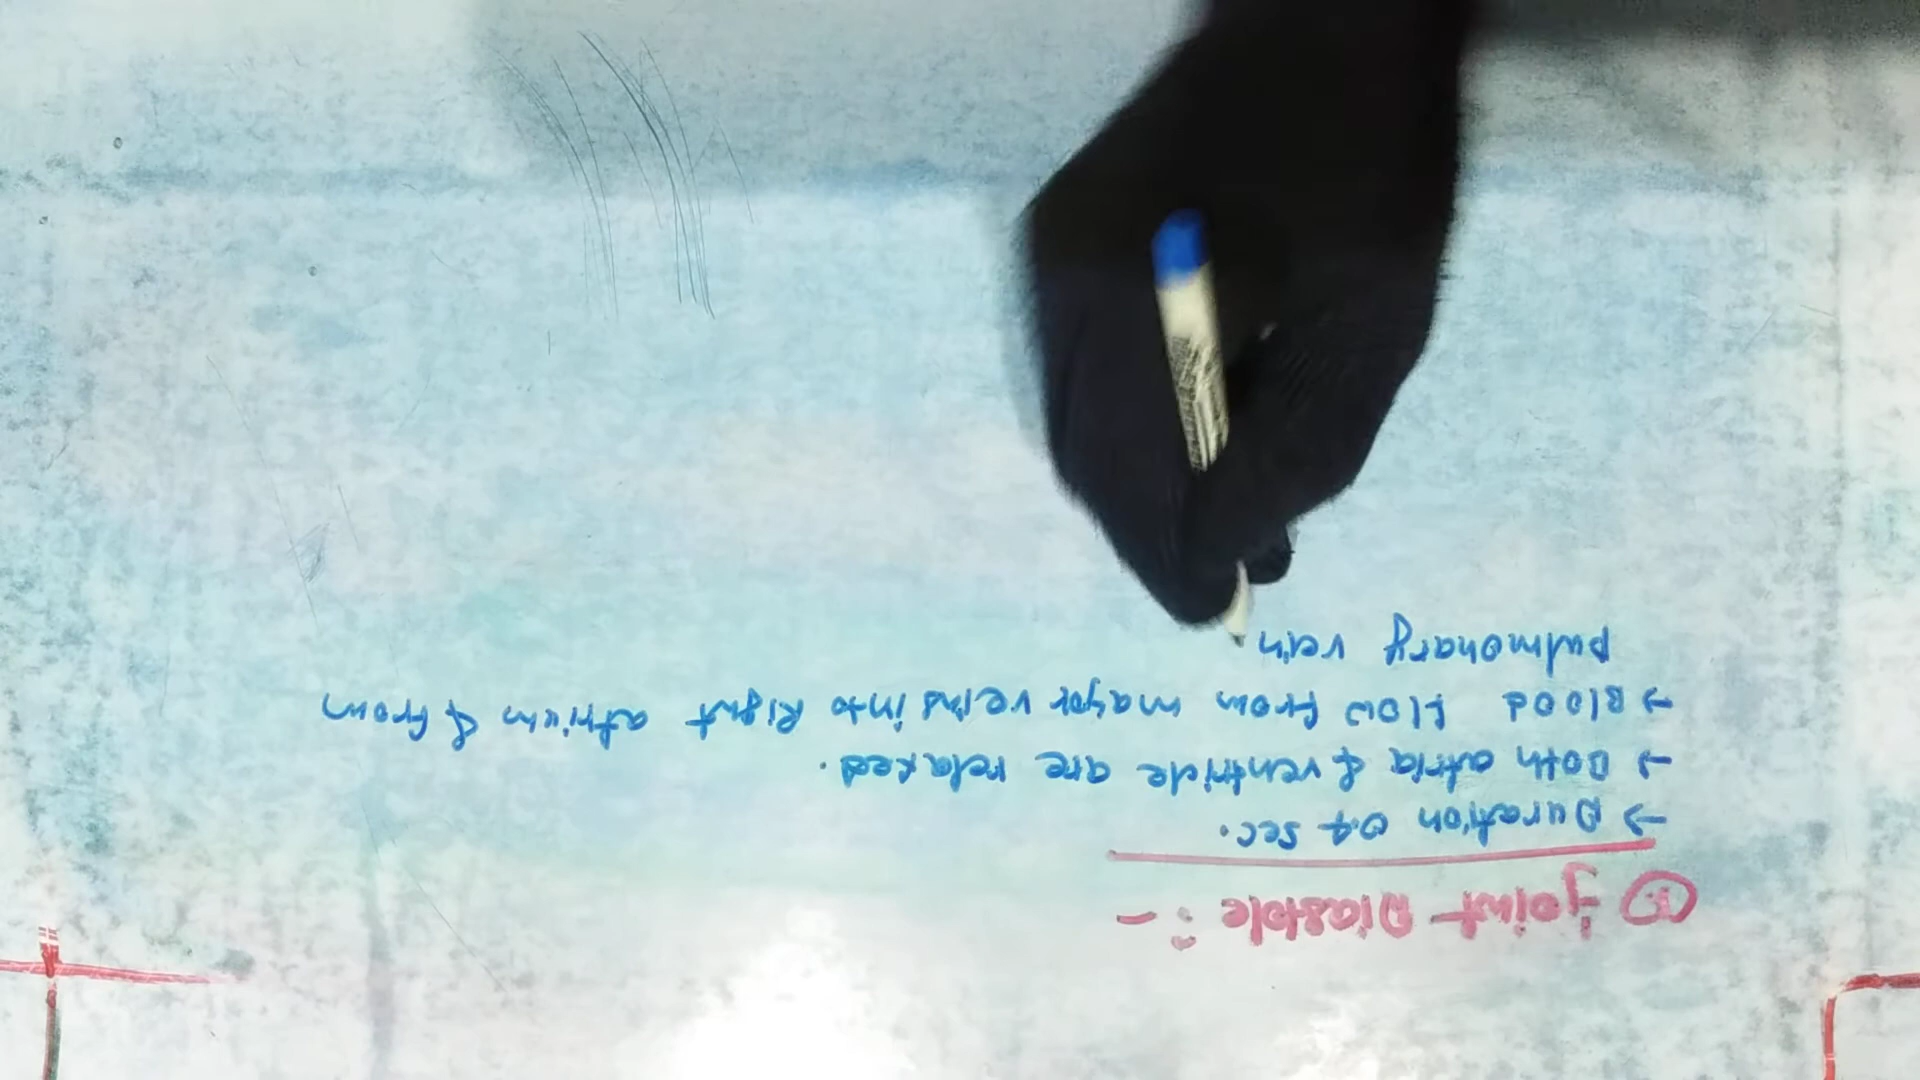 ① Joint Diastole :-
→ Duration 0.4 sec.
→ Both atria & ventricle are relaxed.
→ Blood flow from major veins into Right atrium & from
pulmonary vein